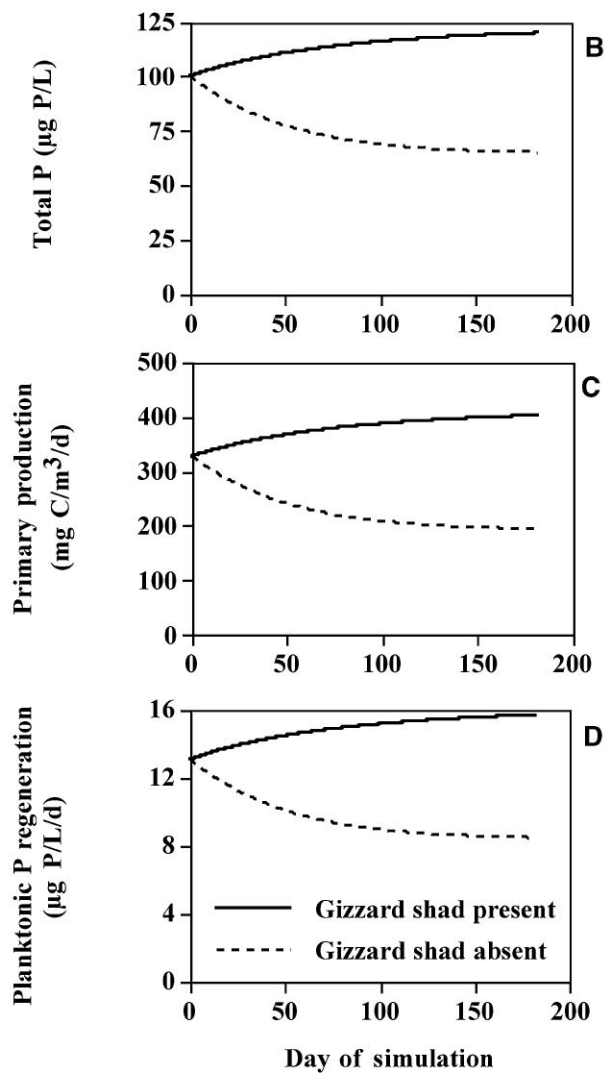 Total P (µg P/L)
125
100
75
50
25
0
0 50 100 150 200
B
Primary production
(mg C/m³/d)
500
400
300
200
100
0
0 50 100 150 200
C
Planktonic P regeneration
(µg P/L/d)
16
12
8
4
0
0 50 100 150 200
D
Gizzard shad present
Gizzard shad absent
Day of simulation